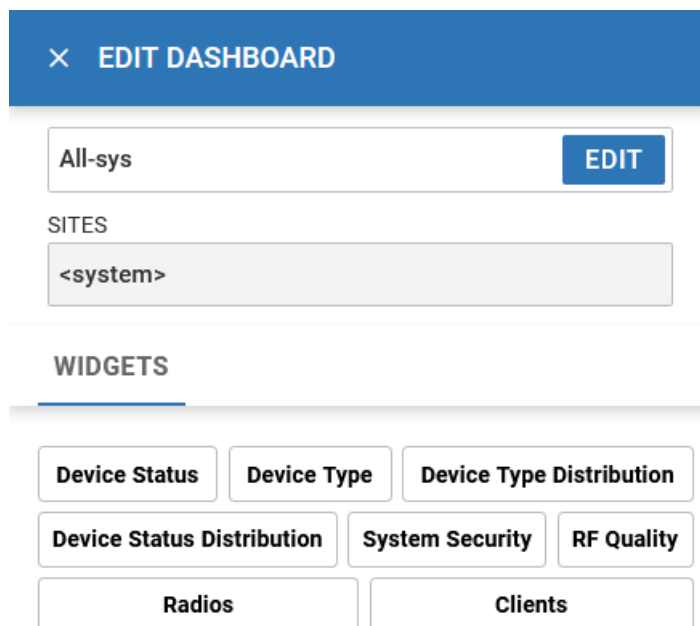 × EDIT DASHBOARD
All-sys EDIT
SITES
<system>
WIDGETS
Device Status Device Type Device Type Distribution
Device Status Distribution System Security RF Quality
Radios Clients